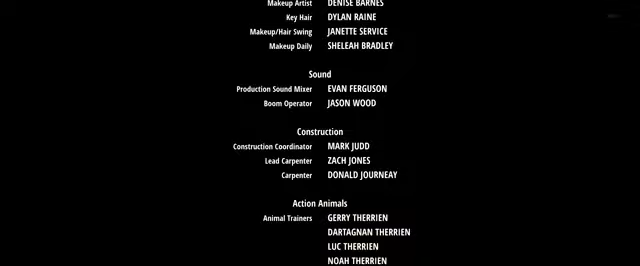 Makeup Artist DENISE BARNES
Key Hair DYLAN RAINE
Makeup/Hair Swing JANETTE SERVICE
Makeup Daily SHELEAH BRADLEY
Sound
Production Sound Mixer EVAN FERGUSON
Boom Operator JASON WOOD
Construction
Construction Coordinator MARK JUDD
Lead Carpenter ZACH JONES
Carpenter DONALD JOURNEAY
Action Animals
Animal Trainers GERRY THERRIEN
DARTAGNAN THERRIEN
LUC THERRIEN
NOAH THERRIEN